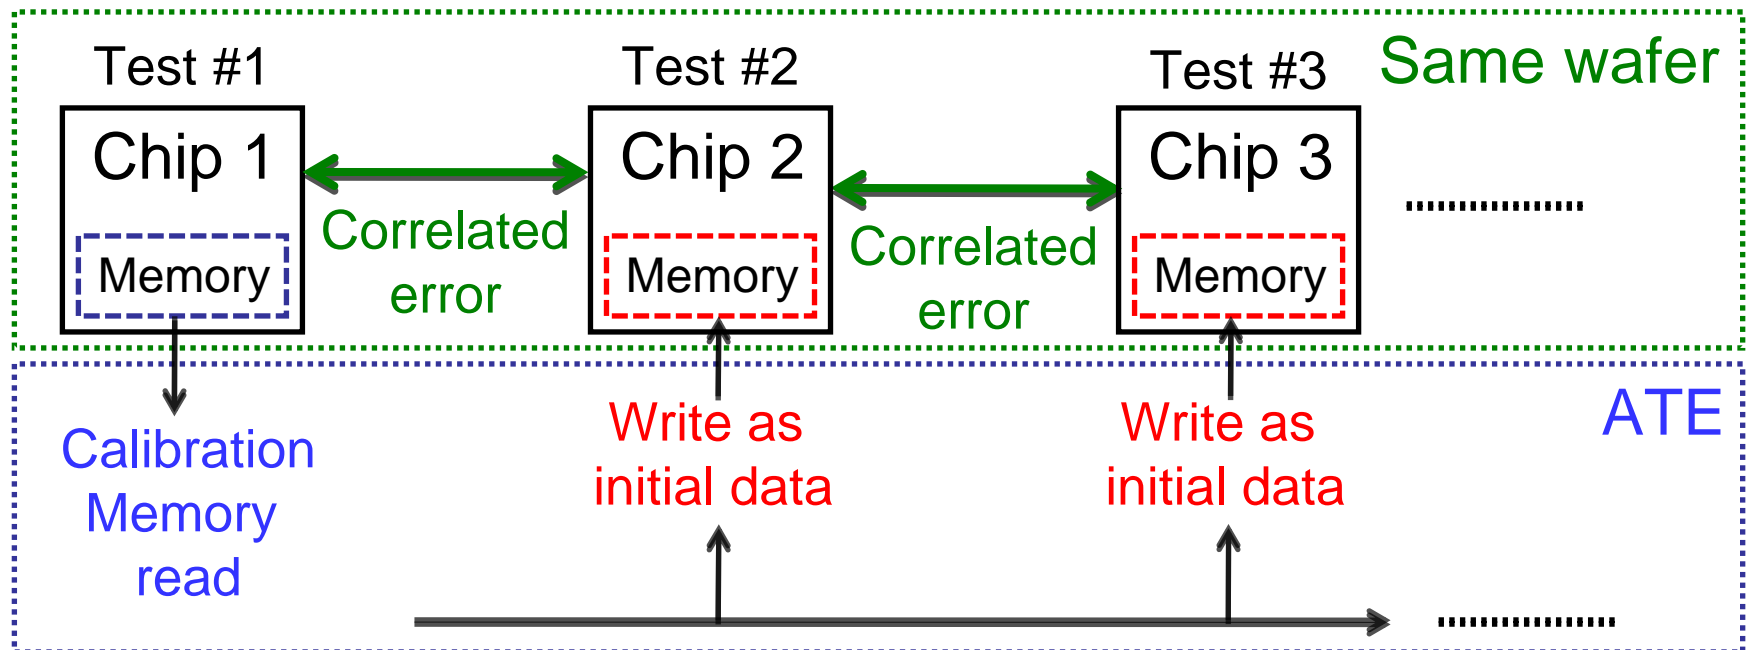 Test #1
Test #2
Test #3
Same wafer
Chip 1
Chip 2
Chip 3
Correlated
error
Correlated
error
Memory
Memory
Memory
ATE
Calibration
Memory
read
Write as
initial data
Write as
initial data